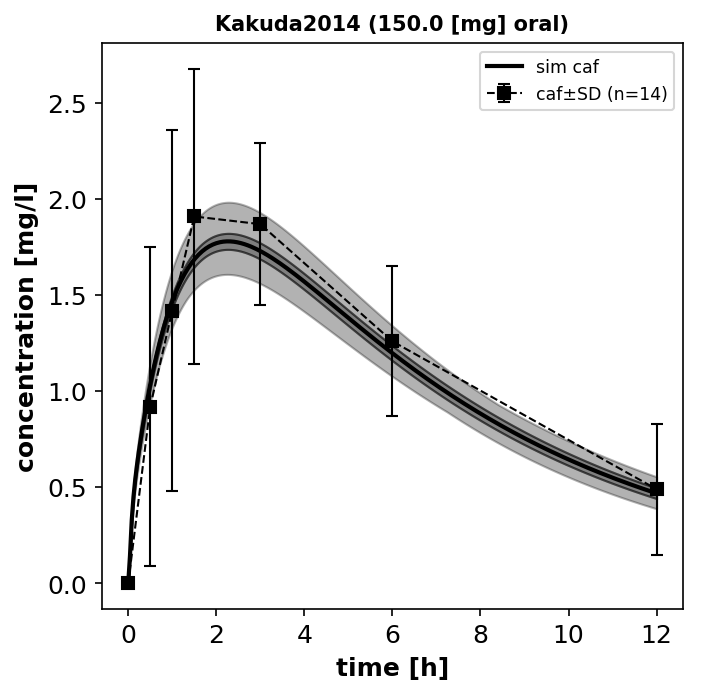 Kakuda2014 (150.0 [mg] oral)
sim caf
caf±SD (n=14)
concentration [mg/l]
2.5
2.0
1.5
1.0
0.5
0.0
0 2 4 6 8 10 12
time [h]